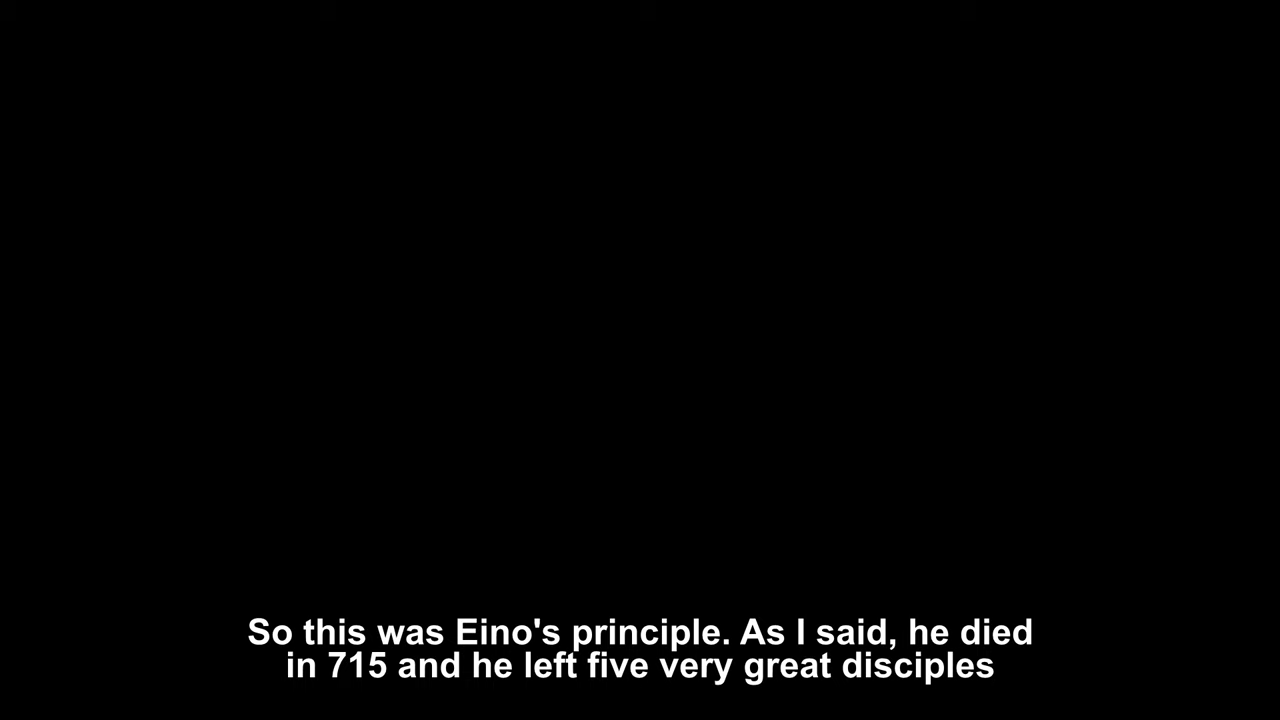 So this was Eino's principle. As I said, he died
in 715 and he left five very great disciples